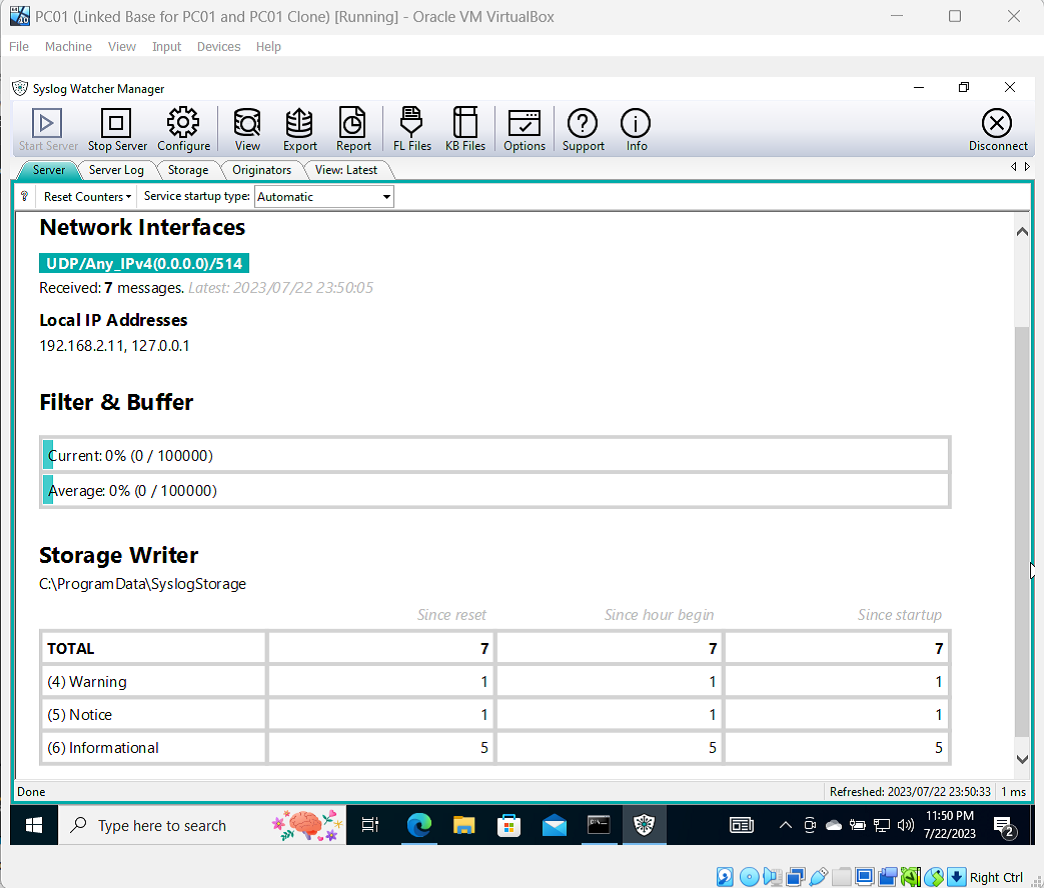 PC01 (Linked Base for PC01 and PC01 Clone) [Running] - Oracle VM VirtualBox
File Machine View Input Devices Help
Syslog Watcher Manager
Start Server Stop Server Configure View Export Report FL Files KB Files Options Support Info Disconnect
Server Server Log Storage Originators View: Latest
? Reset Counters Service startup type: Automatic
Network Interfaces
UDP/Any_IPv4(0.0.0.0)/514
Received: 7 messages. Latest: 2023/07/22 23:50:05
Local IP Addresses
192.168.2.11, 127.0.0.1
Filter & Buffer
Current: 0% (0 / 100000)
Average: 0% (0 / 100000)
Storage Writer
C:\ProgramData\SyslogStorage
Since reset Since hour begin Since startup
TOTAL 7 7 7
(4) Warning 1 1 1
(5) Notice 1 1 1
(6) Informational 5 5 5
Done Refreshed: 2023/07/22 23:50:33 1 ms
Type here to search 11:50 PM
7/22/2023 2
Right Ctrl